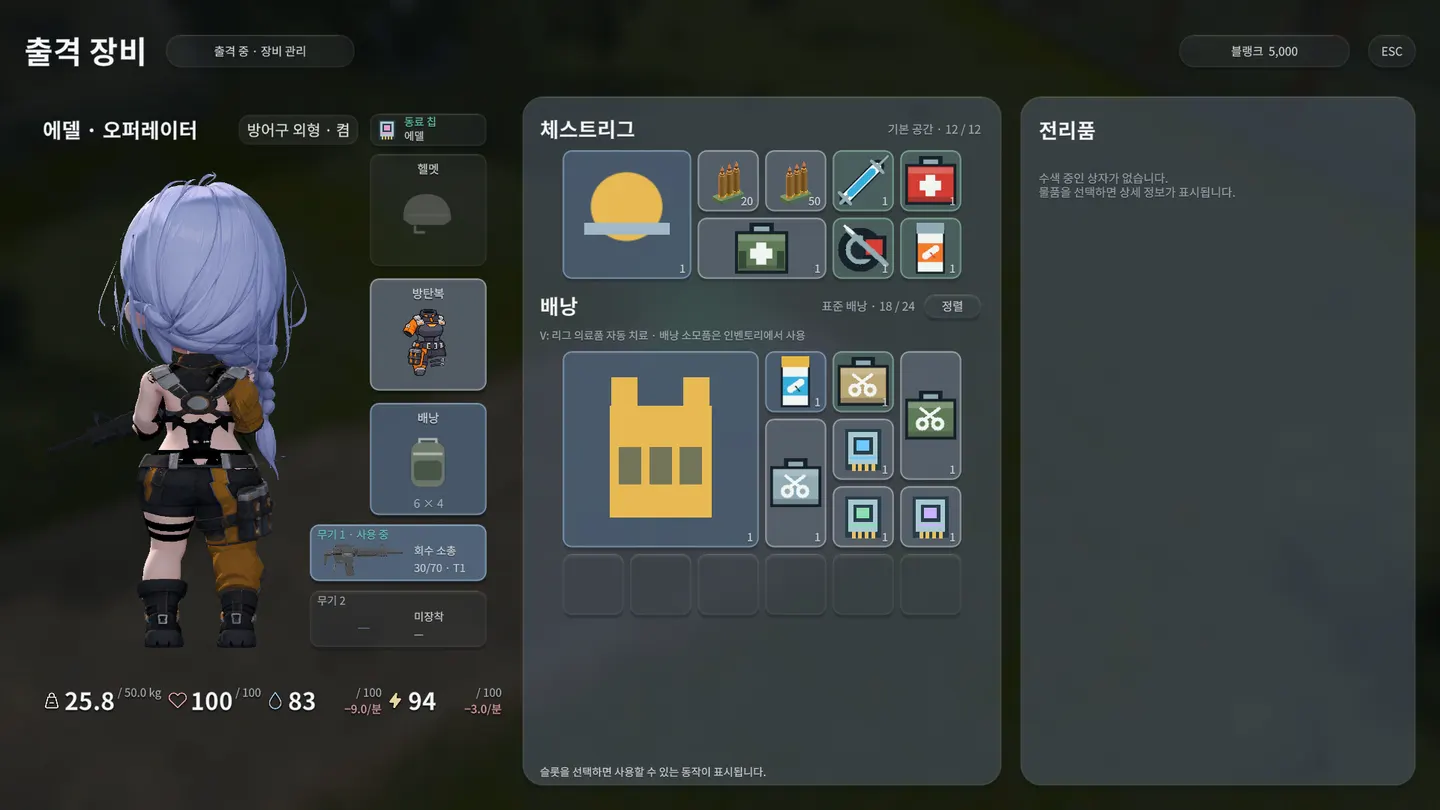 출격 장비
출격 중 · 장비 관리
블랭크 5,000
ESC
에델 · 오퍼레이터
방어구 외형 · 켬
동료 칩
에델
헬멧
방탄복
배낭
6 × 4
무기 1 · 사용 중
회수 소총
30/70 · T1
무기 2
미장착
—
—
25.8 / 50.0 kg
100 / 100
83 / 100
−9.0/분
94 / 100
−3.0/분
체스트리그
기본 공간 · 12 / 12
1
20
50
1
1
1
1
1
배낭
표준 배낭 · 18 / 24
정렬
V: 리그 의료품 자동 치료 · 배낭 소모품은 인벤토리에서 사용
1
1
1
1
1
1
1
1
슬롯을 선택하면 사용할 수 있는 동작이 표시됩니다.
전리품
수색 중인 상자가 없습니다.
물품을 선택하면 상세 정보가 표시됩니다.